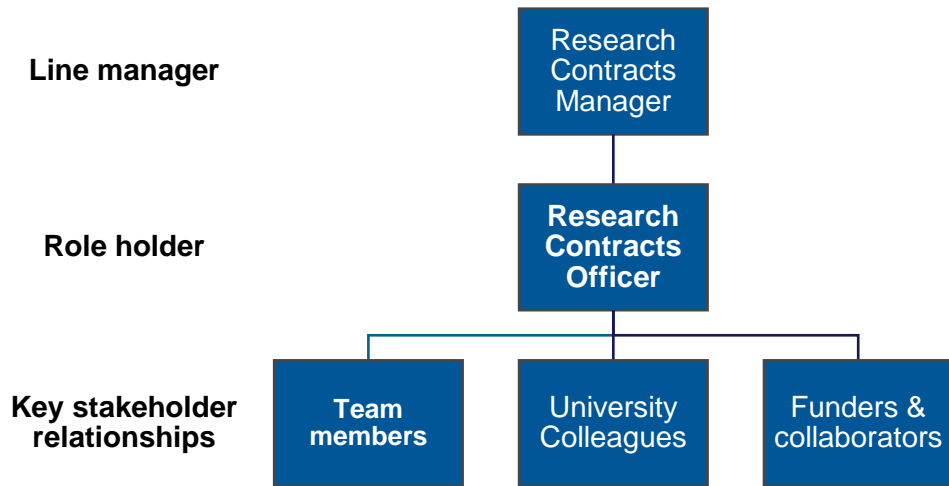 Line manager
Research
Contracts
Manager
Role holder
Research
Contracts
Officer
Key stakeholder
relationships
Team
members
University
Colleagues
Funders &
collaborators